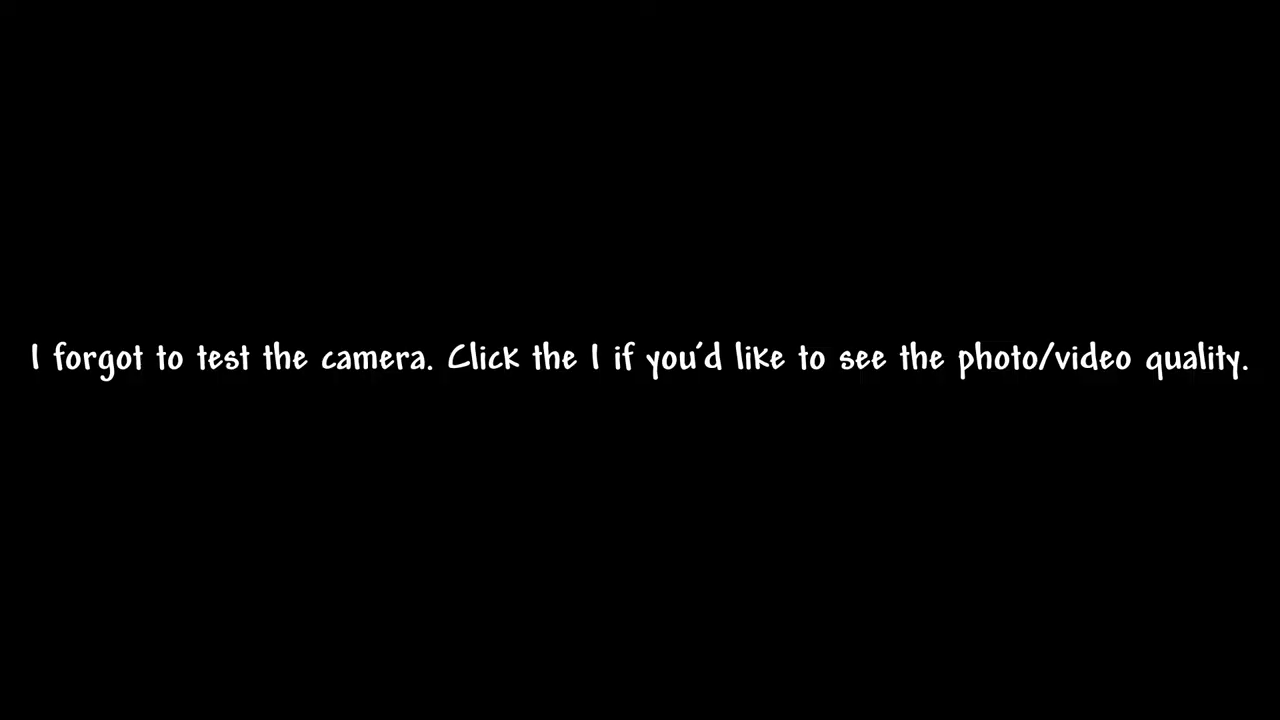 I forgot to test the camera. Click the I if you'd like to see the photo/video quality.